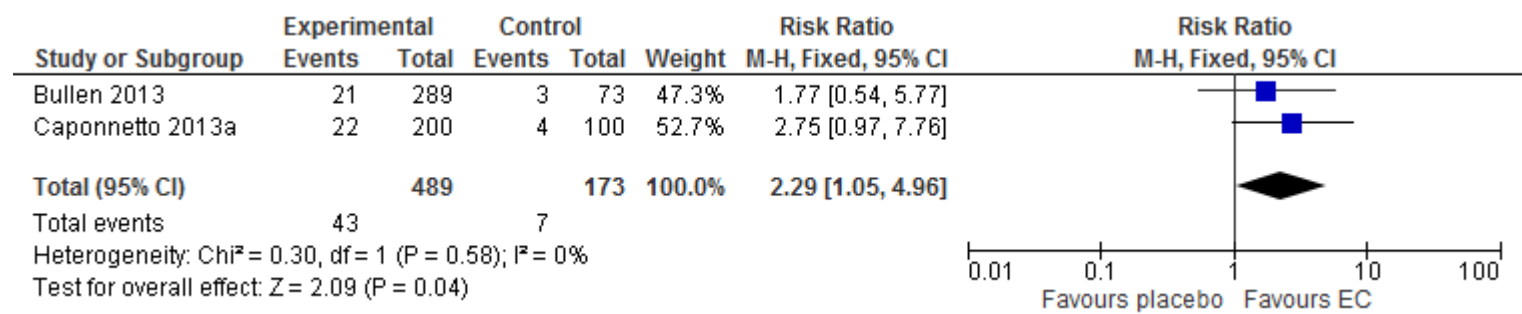 Experimental Control Risk Ratio Risk Ratio
Study or Subgroup Events Total Events Total Weight M-H, Fixed, 95% CI M-H, Fixed, 95% CI
Bullen 2013 21 289 3 73 47.3% 1.77 [0.54, 5.77]
Caponnetto 2013a 22 200 4 100 52.7% 2.75 [0.97, 7.76]
Total (95% CI) 489 173 100.0% 2.29 [1.05, 4.96]
Total events 43 7
Heterogeneity: Chi² = 0.30, df = 1 (P = 0.58); I² = 0%
Test for overall effect: Z = 2.09 (P = 0.04)
0.01 0.1 1 10 100
Favours placebo Favours EC